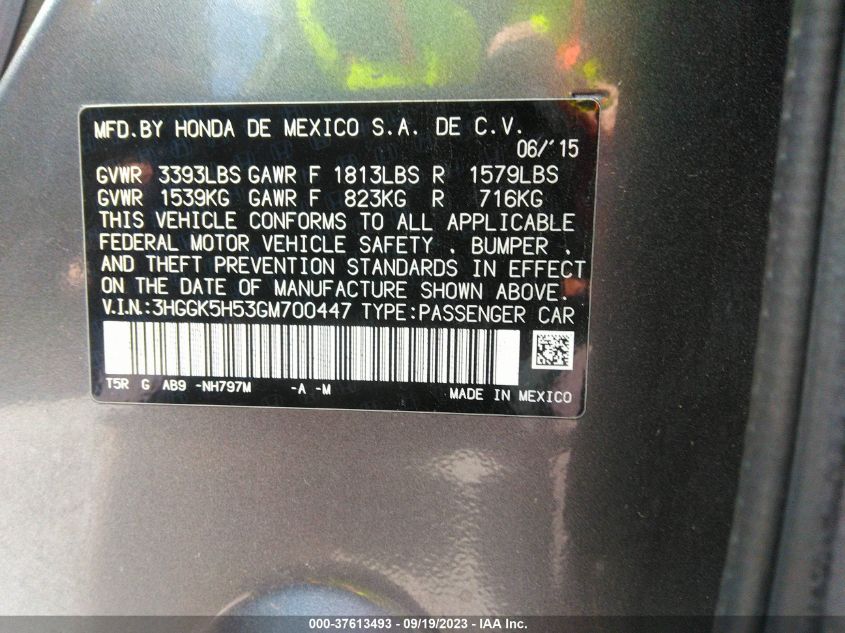 MFD.BY HONDA DE MEXICO S.A. DE C.V.
06/'15
GVWR 3393LBS GAWR F 1813LBS R 1579LBS
GVWR 1539KG GAWR F 823KG R 716KG
THIS VEHICLE CONFORMS TO ALL APPLICABLE
FEDERAL MOTOR VEHICLE SAFETY , BUMPER ,
AND THEFT PREVENTION STANDARDS IN EFFECT
ON THE DATE OF MANUFACTURE SHOWN ABOVE.
V.I.N.:3HGGK5H53GM700447 TYPE:PASSENGER CAR
T5R G AB9 -NH797M -A -M
MADE IN MEXICO
000-37613493 - 09/19/2023 - IAA Inc.